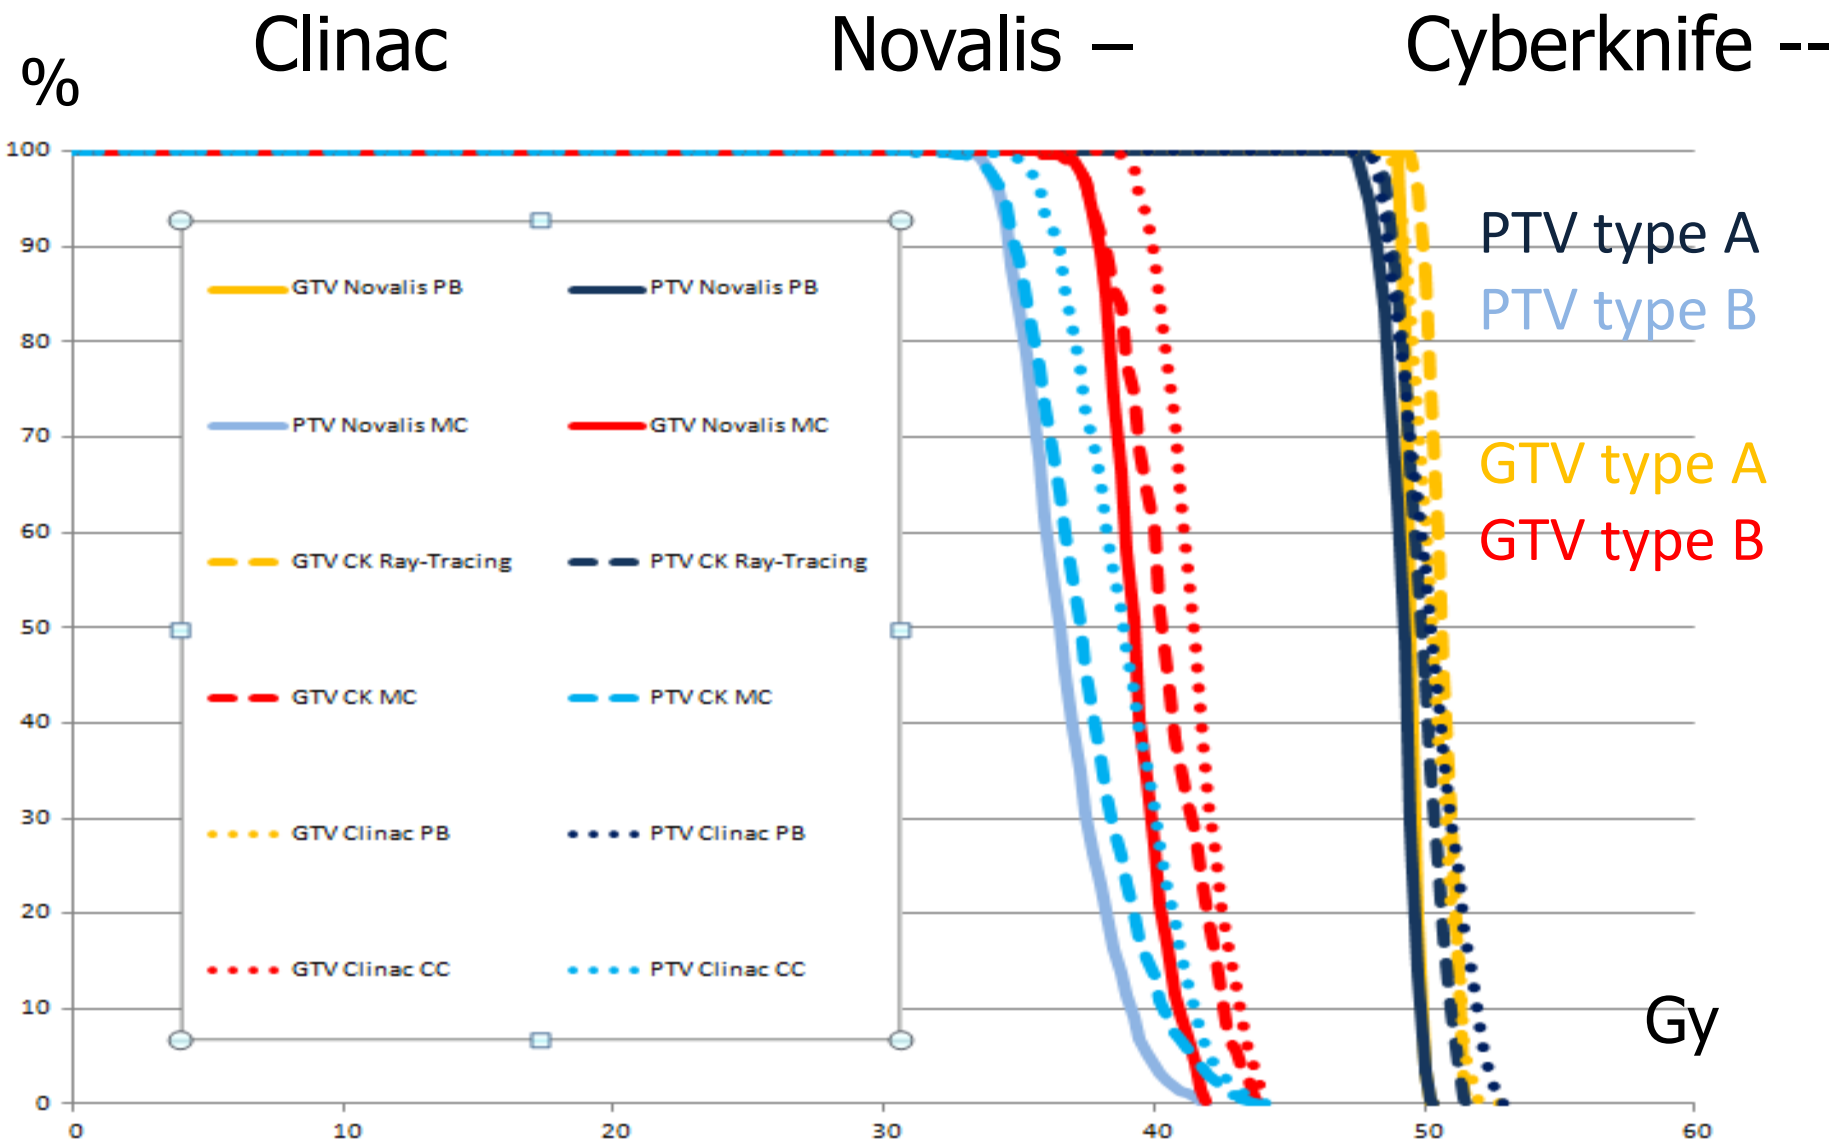 Clinac Novalis – Cyberknife --
%
100
90
80
70
60
50
40
30
20
10
0
GTV Novalis PB PTV Novalis PB
PTV Novalis MC GTV Novalis MC
GTV CK Ray-Tracing PTV CK Ray-Tracing
GTV CK MC PTV CK MC
GTV Clinac PB PTV Clinac PB
GTV Clinac CC PTV Clinac CC
PTV type A
PTV type B
GTV type A
GTV type B
Gy
0 10 20 30 40 50 60